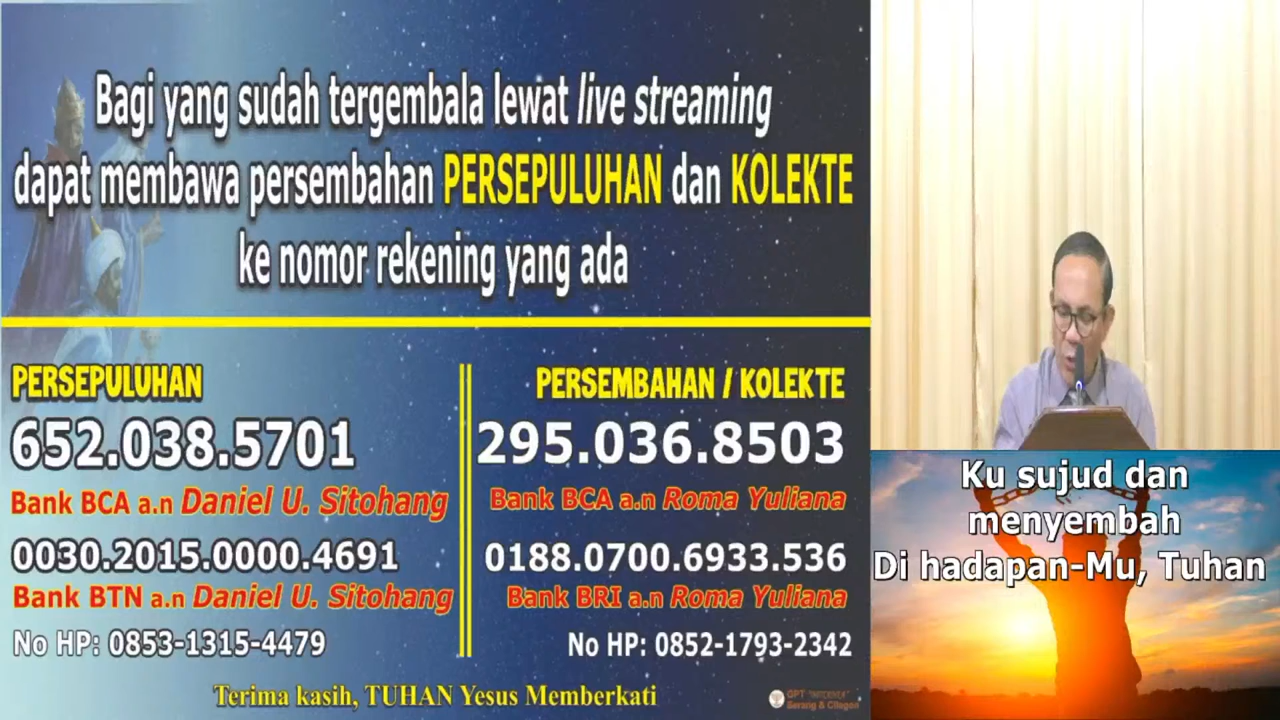 Bagi yang sudah tergembala lewat live streaming
dapat membawa persembahan PERSEPULUHAN dan KOLEKTE
ke nomor rekening yang ada
PERSEPULUHAN
652.038.5701
Bank BCA a.n Daniel U. Sitohang
0030.2015.0000.4691
Bank BTN a.n Daniel U. Sitohang
No HP: 0853-1315-4479
PERSEMBAHAN / KOLEKTE
295.036.8503
Bank BCA a.n Roma Yuliana
0188.0700.6933.536
Bank BRI a.n Roma Yuliana
No HP: 0852-1793-2342
Terima kasih, TUHAN Yesus Memberkati
GPT
Serang & Cilegon
Ku sujud dan
menyembah
Di hadapan-Mu, Tuhan